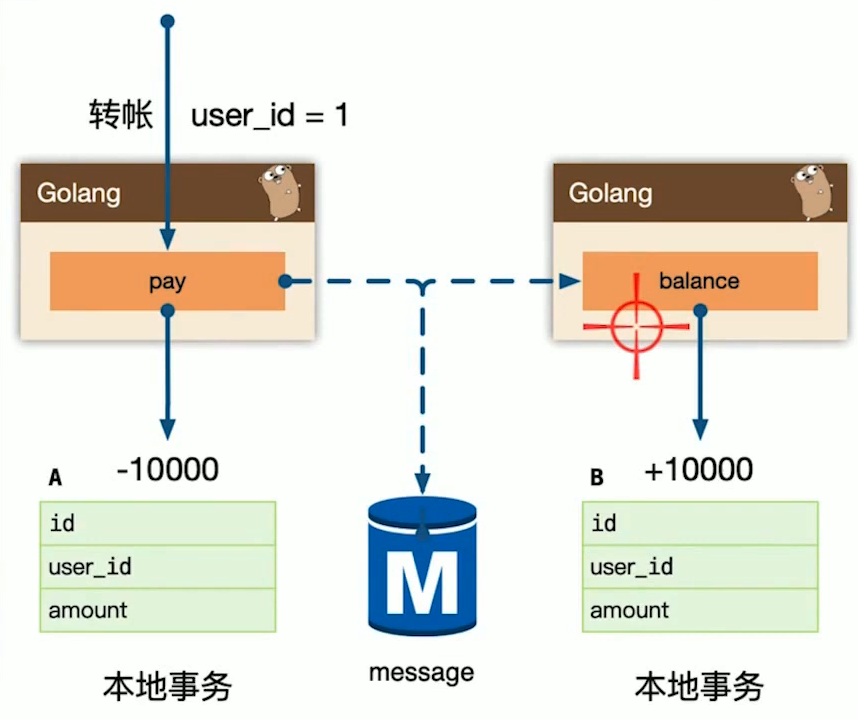 转帐 user_id = 1
Golang
Golang
pay
balance
A -10000
B +10000
id
user_id
amount
id
user_id
amount
M
message
本地事务
本地事务